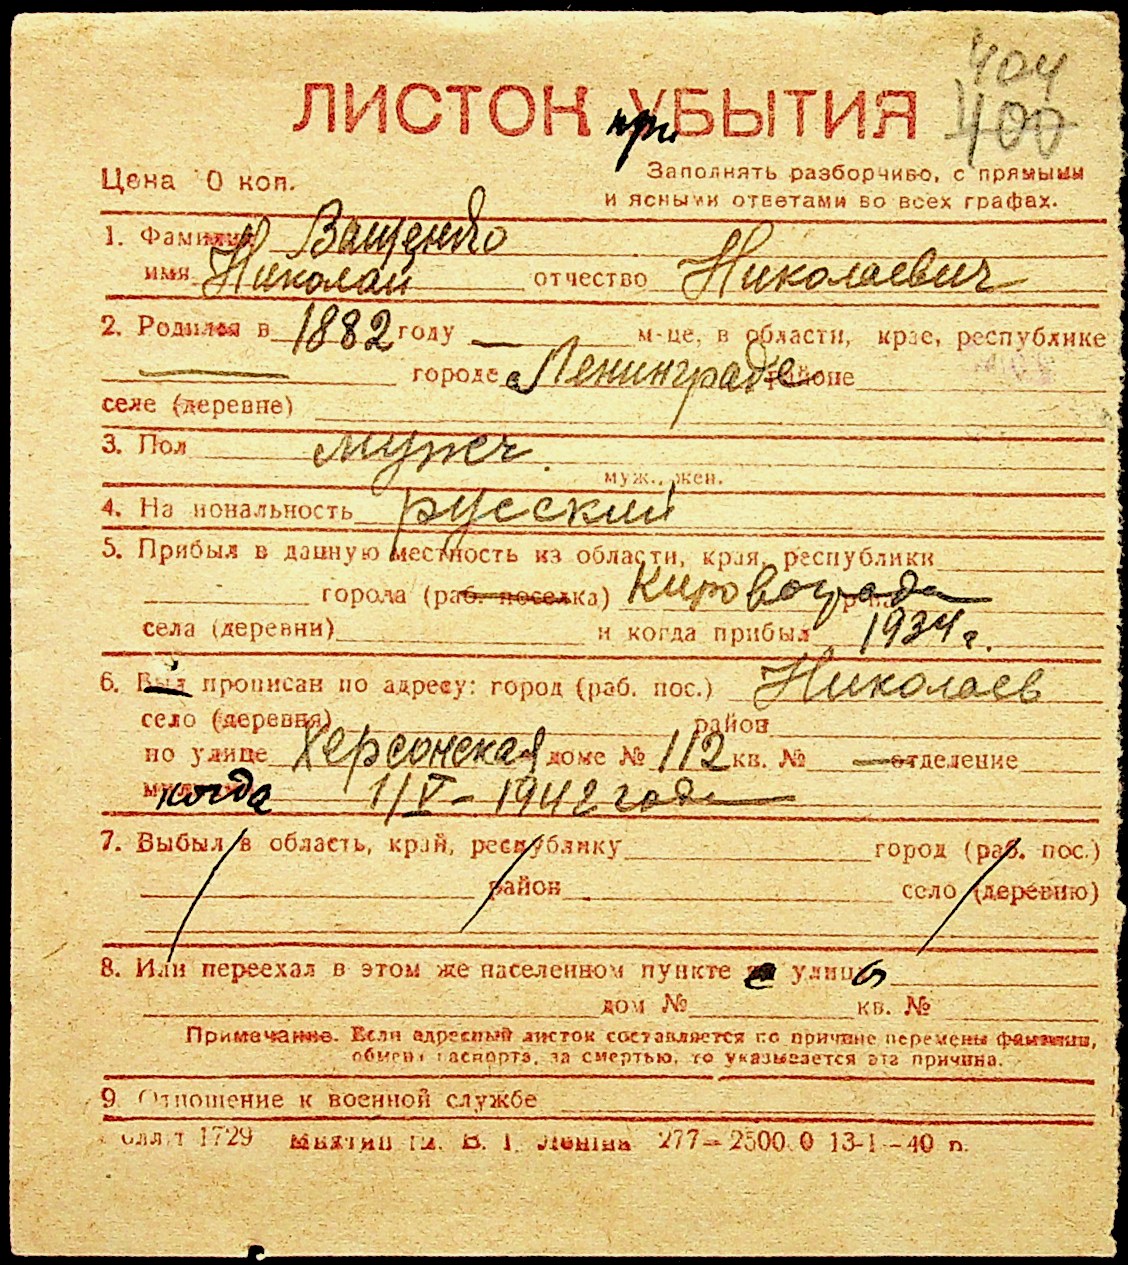 404
400
ЛИСТОК при УБЫТИЯ
Цена 0 коп.
Заполнять разборчиво, с прямыми
и ясными ответами во всех графах.
1. Фамилия Ващенко
имя Николай отчество Николаевич
2. Родился в 1882 году — м-це, в области, крае, республике
городе Ленинграде районе
селе (деревне)
3. Пол мужч.
муж., жен.
4. Национальность русский
5. Прибыл в данную местность из области, края, республики
города (раб. поселка) Кировограда
села (деревни) и когда прибыл 1934 г.
6. Был прописан по адресу: город (раб. пос.) Николаев
село (деревня) район
по улице Херсонская доме № 112 кв. № — отделение
когда 1/V – 1942 года
7. Выбыл в область, край, республику город (раб. пос.)
район село (деревню)
8. Или переехал в этом же населенном пункте с улицы
дом № кв. №
Примечание. Если адресный листок составляется по причине перемены фамилии,
обмена паспорта, за смертью, то указывается эта причина.
9. Отношение к военной службе
1729 В. І. Леніна 277— 2500.0 13-І—40 р.